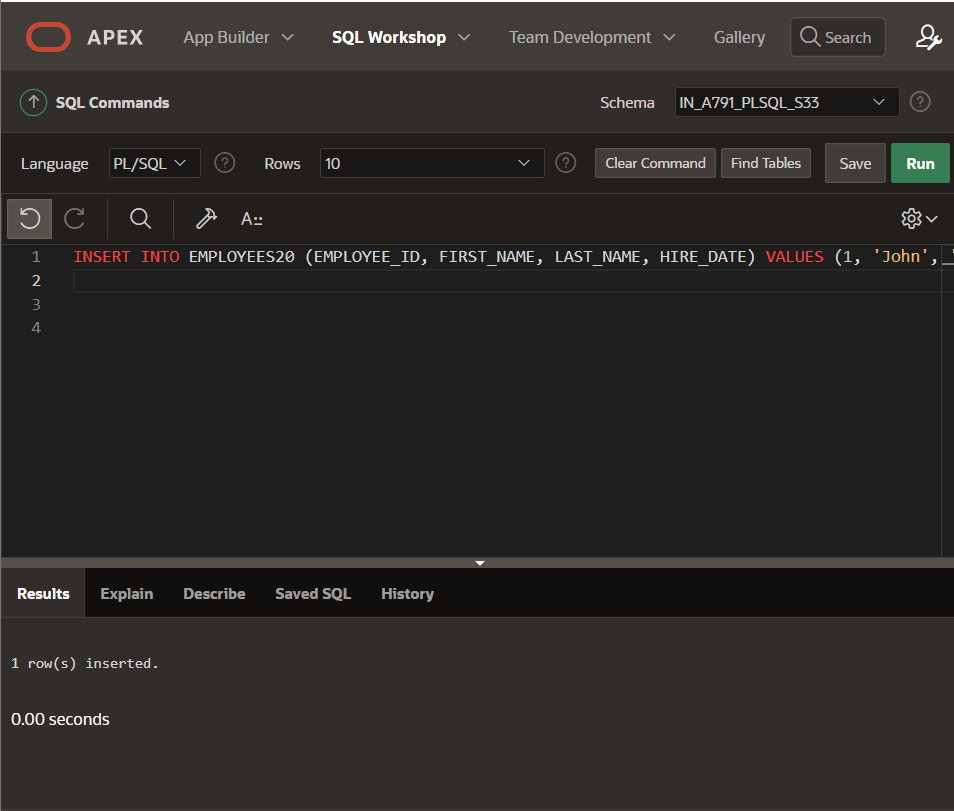 APEX App Builder SQL Workshop Team Development Gallery Search
SQL Commands Schema IN_A791_PLSQL_S33 ?
Language PL/SQL ? Rows 10 ? Clear Command Find Tables Save Run
A::
1 INSERT INTO EMPLOYEES20 (EMPLOYEE_ID, FIRST_NAME, LAST_NAME, HIRE_DATE) VALUES (1, 'John',
2
3
4
Results Explain Describe Saved SQL History
1 row(s) inserted.
0.00 seconds